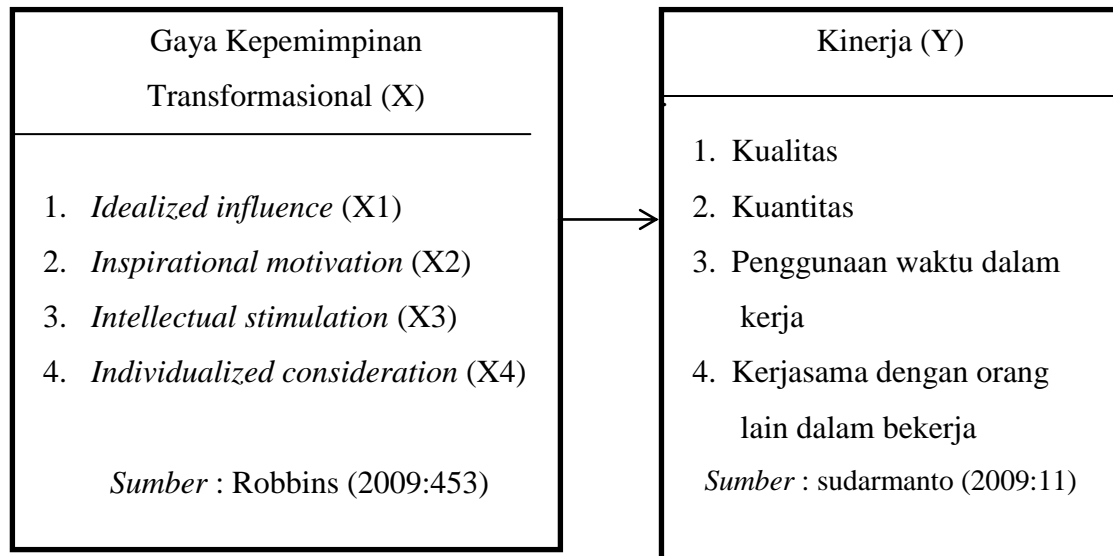 Gaya Kepemimpinan
Transformasional (X)
1. Idealized influence (X1)
2. Inspirational motivation (X2)
3. Intellectual stimulation (X3)
4. Individualized consideration (X4)
Sumber : Robbins (2009:453)
Kinerja (Y)
1. Kualitas
2. Kuantitas
3. Penggunaan waktu dalam
kerja
4. Kerjasama dengan orang
lain dalam bekerja
Sumber : sudarmanto (2009:11)